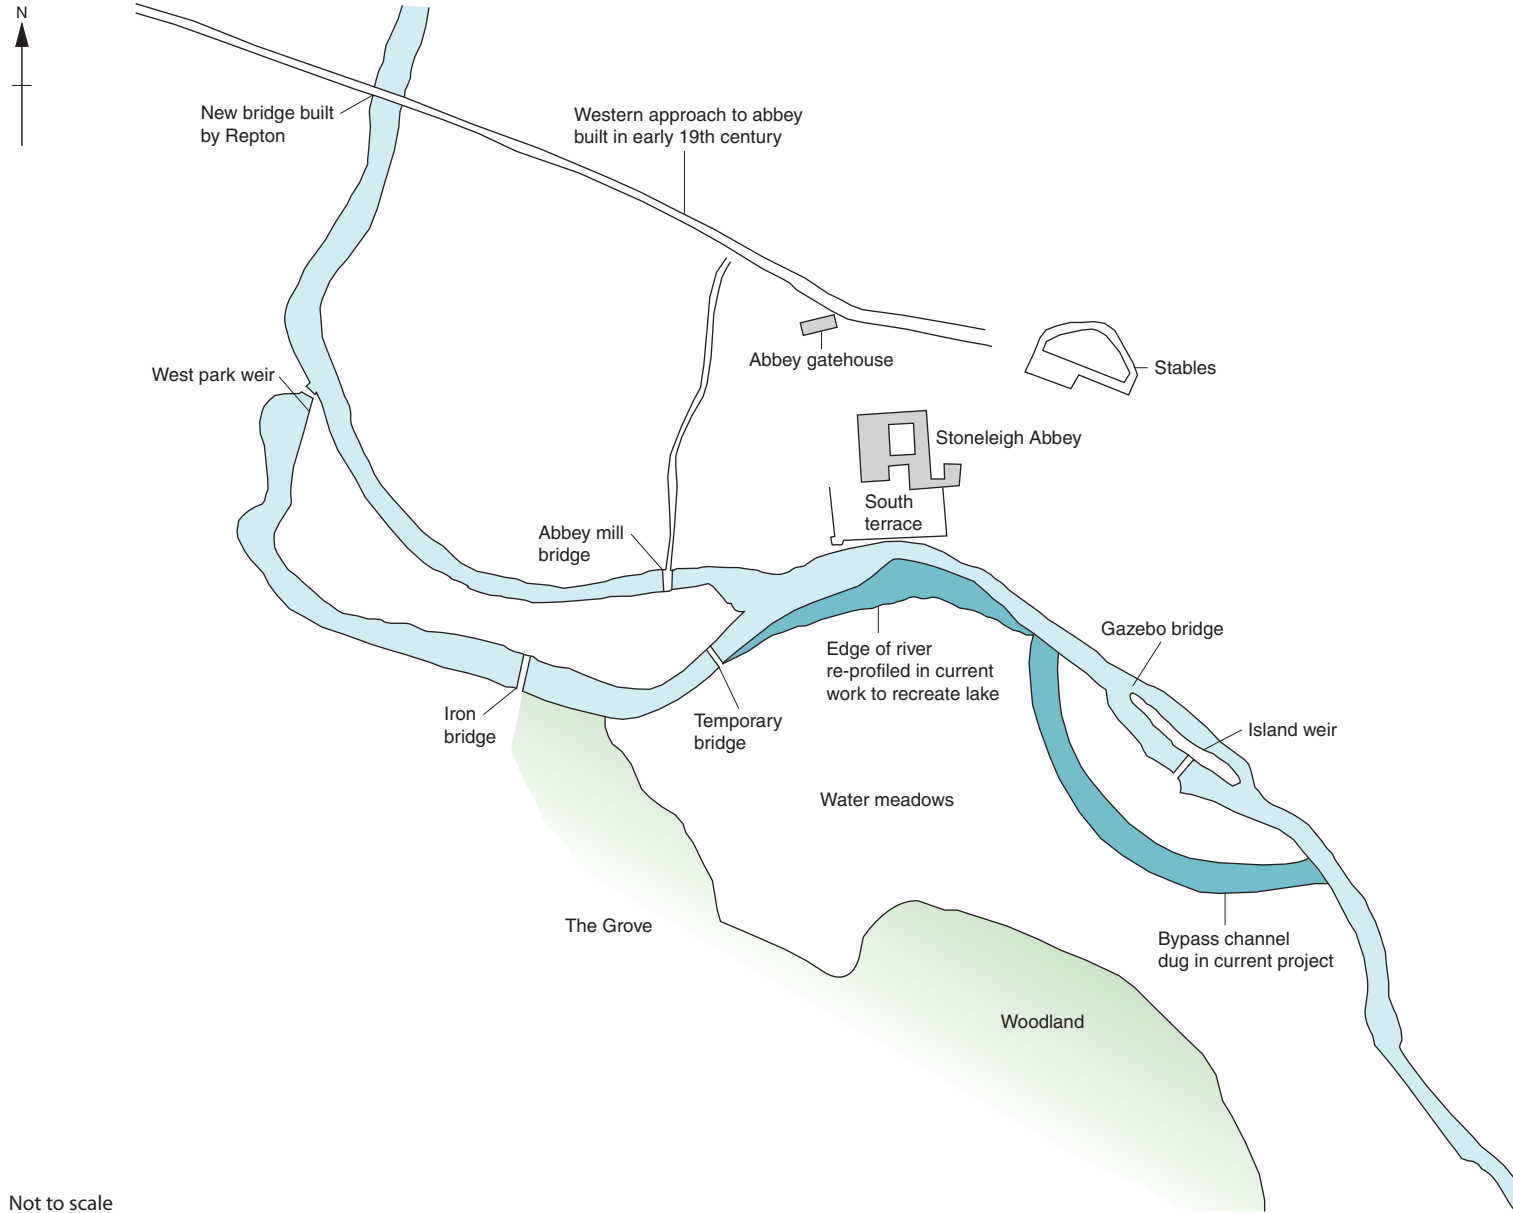 N
New bridge built
by Repton
Western approach to abbey
built in early 19th century
Abbey gatehouse
Stables
West park weir
Stoneleigh Abbey
South
terrace
Abbey mill
bridge
Gazebo bridge
Edge of river
re-profiled in current
work to recreate lake
Iron
bridge
Temporary
bridge
Island weir
Water meadows
The Grove
Bypass channel
dug in current project
Woodland
Not to scale